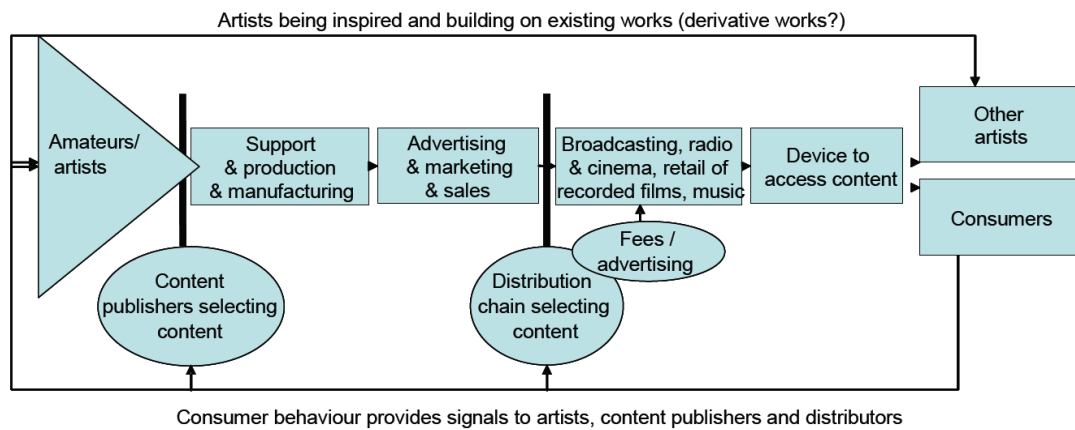 Artists being inspired and building on existing works (derivative works?)
Amateurs/
artists
Support
& production
& manufacturing
Advertising
& marketing
& sales
Broadcasting, radio
& cinema, retail of
recorded films, music
Device to
access content
Other
artists
Consumers
Content
publishers selecting
content
Distribution
chain selecting
content
Fees /
advertising
Consumer behaviour provides signals to artists, content publishers and distributors